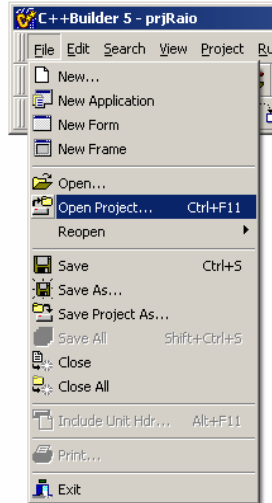 C++Builder 5 - prjRaio
File Edit Search View Project
New...
New Application
New Form
New Frame
Open...
Open Project... Ctrl+F11
Reopen
Save Ctrl+S
Save As...
Save Project As...
Save All Shift+Ctrl+S
Close
Close All
Include Unit Hdr... Alt+F11
Print...
Exit